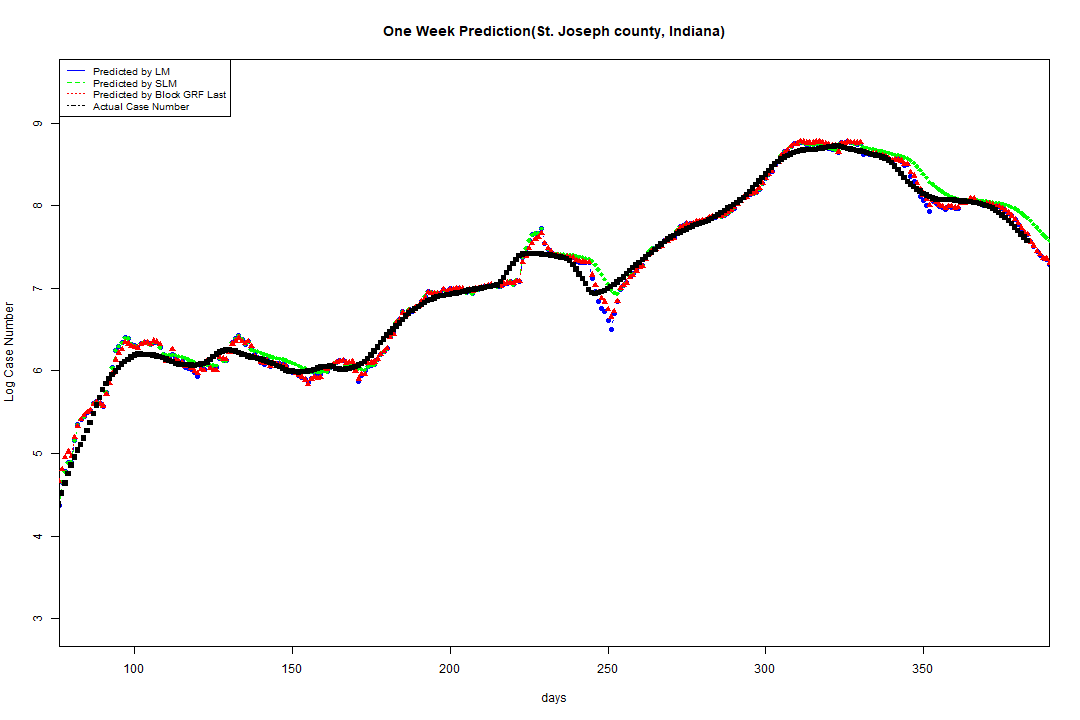 One Week Prediction(St. Joseph county, Indiana)
Predicted by LM
Predicted by SLM
Predicted by Block GRF Last
Actual Case Number
9
8
7
6
5
4
3
Log Case Number
100 150 200 250 300 350
days